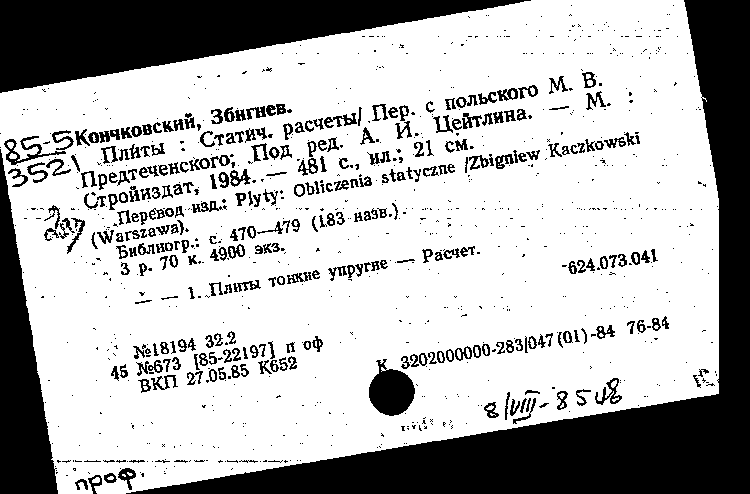 85-5
3521
Кончковский, Збигнев.
Плиты : Статич. расчеты/ Пер. с польского М. В.
Предтеченского; Под ред. А. И. Цейтлина. — М. :
Стройиздат, 1984. — 481 с., ил.; 21 см.
Перевод изд.: Plyty: Obliczenia statyczne /Zbigniew Kaczkowski
(Warszawa).
Библиогр.: с. 470—479 (183 назв.).
3 р. 70 к. 4900 экз.
— — 1. Плиты тонкие упругие — Расчет.
624.073.041
№18194 32.2
45 №673 [85-22197] п оф
ВКП 27.05.85 К652
К 3202000000-283|047(01)-84 76-84
8/VIII-85
проф.